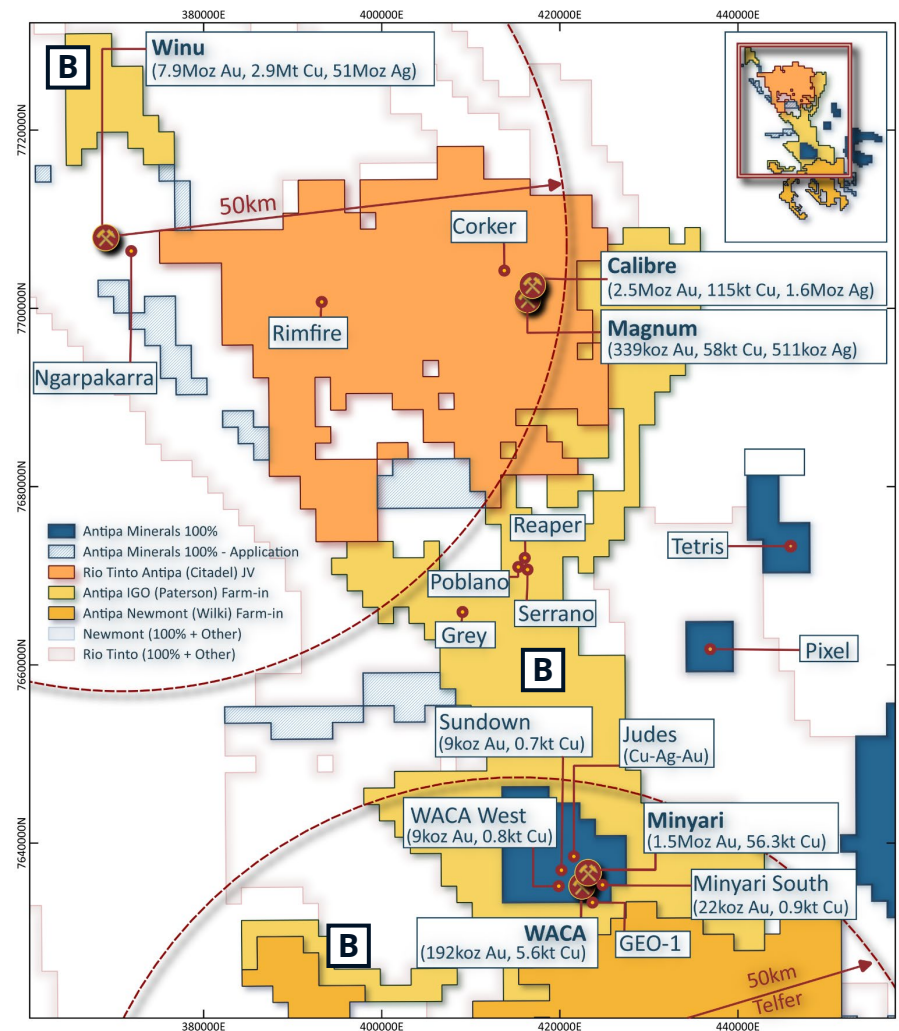 380000E
400000E
420000E
440000E
B
Winu
(7.9Moz Au, 2.9Mt Cu, 51Moz Ag)
7720000N
50km
Corker
Calibre
(2.5Moz Au, 115kt Cu, 1.6Moz Ag)
7700000N
Rimfire
Magnum
(339koz Au, 58kt Cu, 511koz Ag)
Ngarpakarra
7680000N
Antipa Minerals 100%
Antipa Minerals 100% - Application
Rio Tinto Antipa (Citadel) JV
Antipa IGO (Paterson) Farm-in
Antipa Newmont (Wilki) Farm-in
Newmont (100% + Other)
Rio Tinto (100% + Other)
Reaper
Tetris
Poblano
Serrano
Grey
Pixel
7660000N
B
Sundown
(9koz Au, 0.7kt Cu)
Judes
(Cu-Ag-Au)
WACA West
(9koz Au, 0.8kt Cu)
Minyari
(1.5Moz Au, 56.3kt Cu)
7640000N
Minyari South
(22koz Au, 0.9kt Cu)
WACA
(192koz Au, 5.6kt Cu)
GEO-1
B
50km
Telfer
380000E
400000E
420000E
440000E